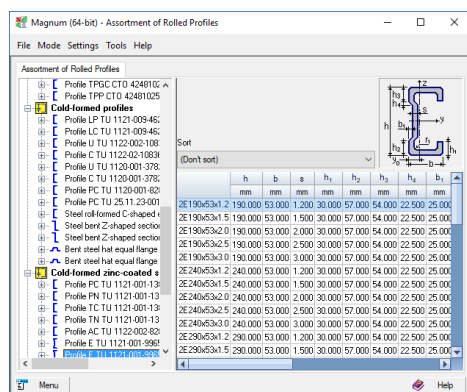 Magnum (64-bit) - Assortment of Rolled Profiles
File Mode Settings Tools Help
Assortment of Rolled Profiles
Profile TPGC CTO 4248102
Profile TPP CTO 42481025
Cold-formed profiles
Profile LP TU 1121-009-462
Profile LC TU 1121-009-462
Profile U TU 1122-002-108
Profile C TU 1122-02-1083
Profile U TU 1120-001-378
Profile C TU 1120-001-378
Profile PC TU 1120-001-82
Profile PC TU 25.11.23-001
Steel roll-formed C-shaped
Steel bent Z-shaped sectio
Steel bent Z-shaped sectio
Bent steel hat equal flange
Bent steel hat equal flange
Cold-formed zinc-coated s
Profile PC TU 1121-001-13
Profile PN TU 1121-001-13
Profile TC TU 1121-001-13
Profile TN TU 1121-001-13
Profile AC TU 1122-002-82
Profile E TU 1121-001-996
Profile E TU 1121-001-996
Sort
(Don't sort)
h b s h₁ h₂ h₃ h₄ b₁
mm mm mm mm mm mm mm mm
2E190x53x1.2 190.000 53.000 1.200 30.000 57.000 54.000 22.500 25.000
2E190x53x1.5 190.000 53.000 1.500 30.000 57.000 54.000 22.500 25.000
2E190x53x2.0 190.000 53.000 2.000 30.000 57.000 54.000 22.500 25.000
2E190x53x2.5 190.000 53.000 2.500 30.000 57.000 54.000 22.500 25.000
2E190x53x3.0 190.000 53.000 3.000 30.000 57.000 54.000 22.500 25.000
2E240x53x1.2 240.000 53.000 1.200 30.000 57.000 54.000 22.500 25.000
2E240x53x1.5 240.000 53.000 1.500 30.000 57.000 54.000 22.500 25.000
2E240x53x2.0 240.000 53.000 2.000 30.000 57.000 54.000 22.500 25.000
2E240x53x2.5 240.000 53.000 2.500 30.000 57.000 54.000 22.500 25.000
2E240x53x3.0 240.000 53.000 3.000 30.000 57.000 54.000 22.500 25.000
2E290x53x1.2 290.000 53.000 1.200 30.000 57.000 54.000 22.500 25.000
2E290x53x1.5 290.000 53.000 1.500 30.000 57.000 54.000 22.500 25.000
z
h₃
h₄
s
h
b₁
y
h₂
r₁
h₁
y₀
b
Menu
Help